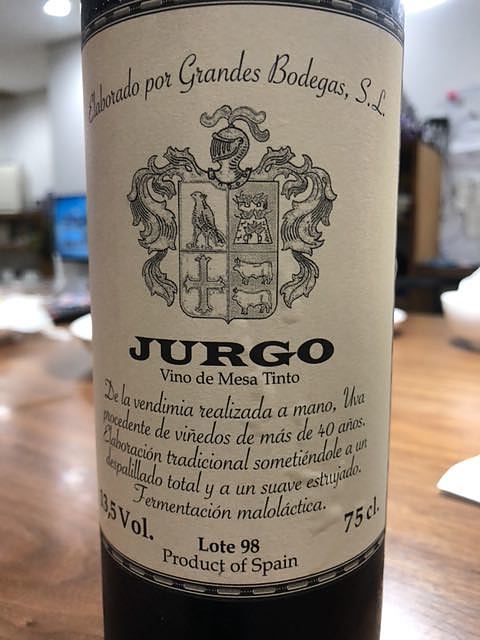 Elaborado por Grandes Bodegas, S.L.
JURGO
Vino de Mesa Tinto
De la vendimia realizada a mano, Uva
procedente de viñedos de más de 40 años.
Elaboración tradicional sometiéndole a un
despalillado total y a un suave estrujado.
Fermentación maloláctica.
13,5 Vol.
75 cl.
Lote 98
Product of Spain